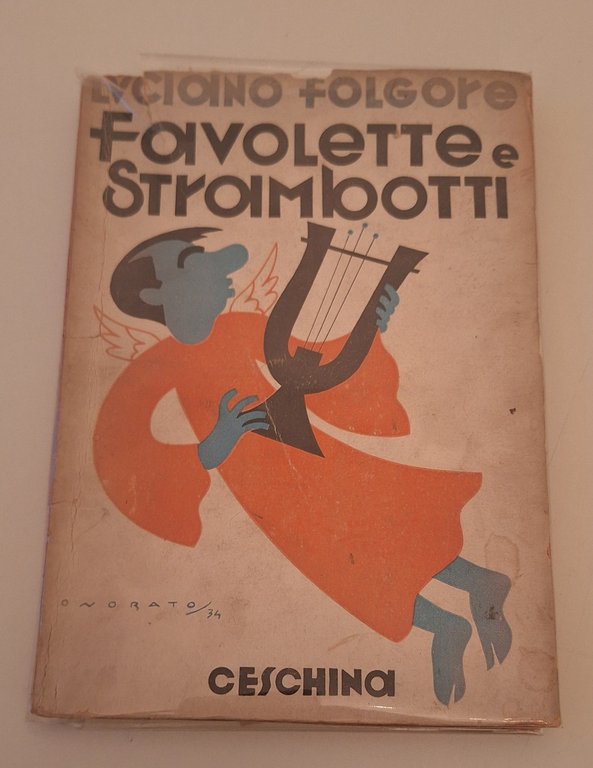 LUCIANO FOLGORE
FAVOLETTE e
STRAMBOTTI
ONORATO/34
CESCHINA